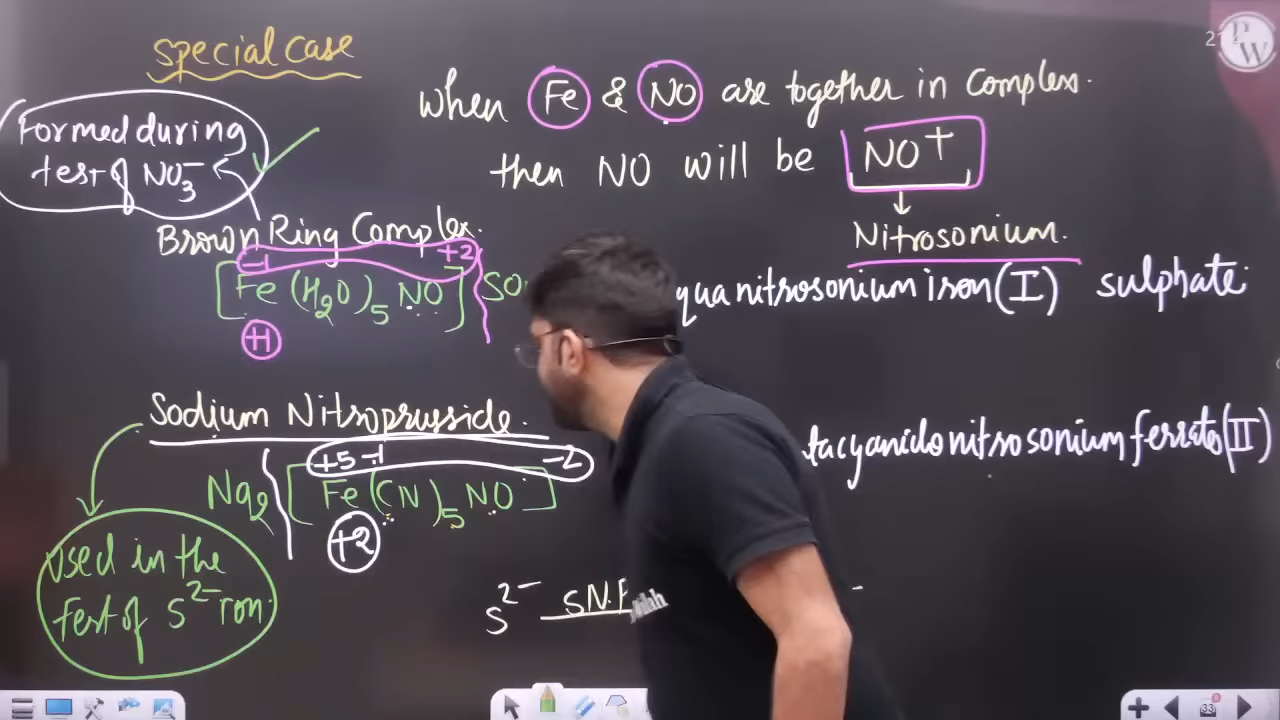 special case
When Fe & NO are together in complex.
then NO will be NO+
Nitrosonium.
Formed during
test of NO3-
Brown Ring Complex.
-1 +2
[Fe(H2O)5NO] SO
+1
quanitrosonium iron(I) sulphate
Sodium Nitroprusside.
+5 -1 -2
Na2 [Fe(CN)5NO]
+2
tacyanidonitrosonium ferrate(II)
Used in the
test of S2- ion.
S2- S.N.P
PW
33